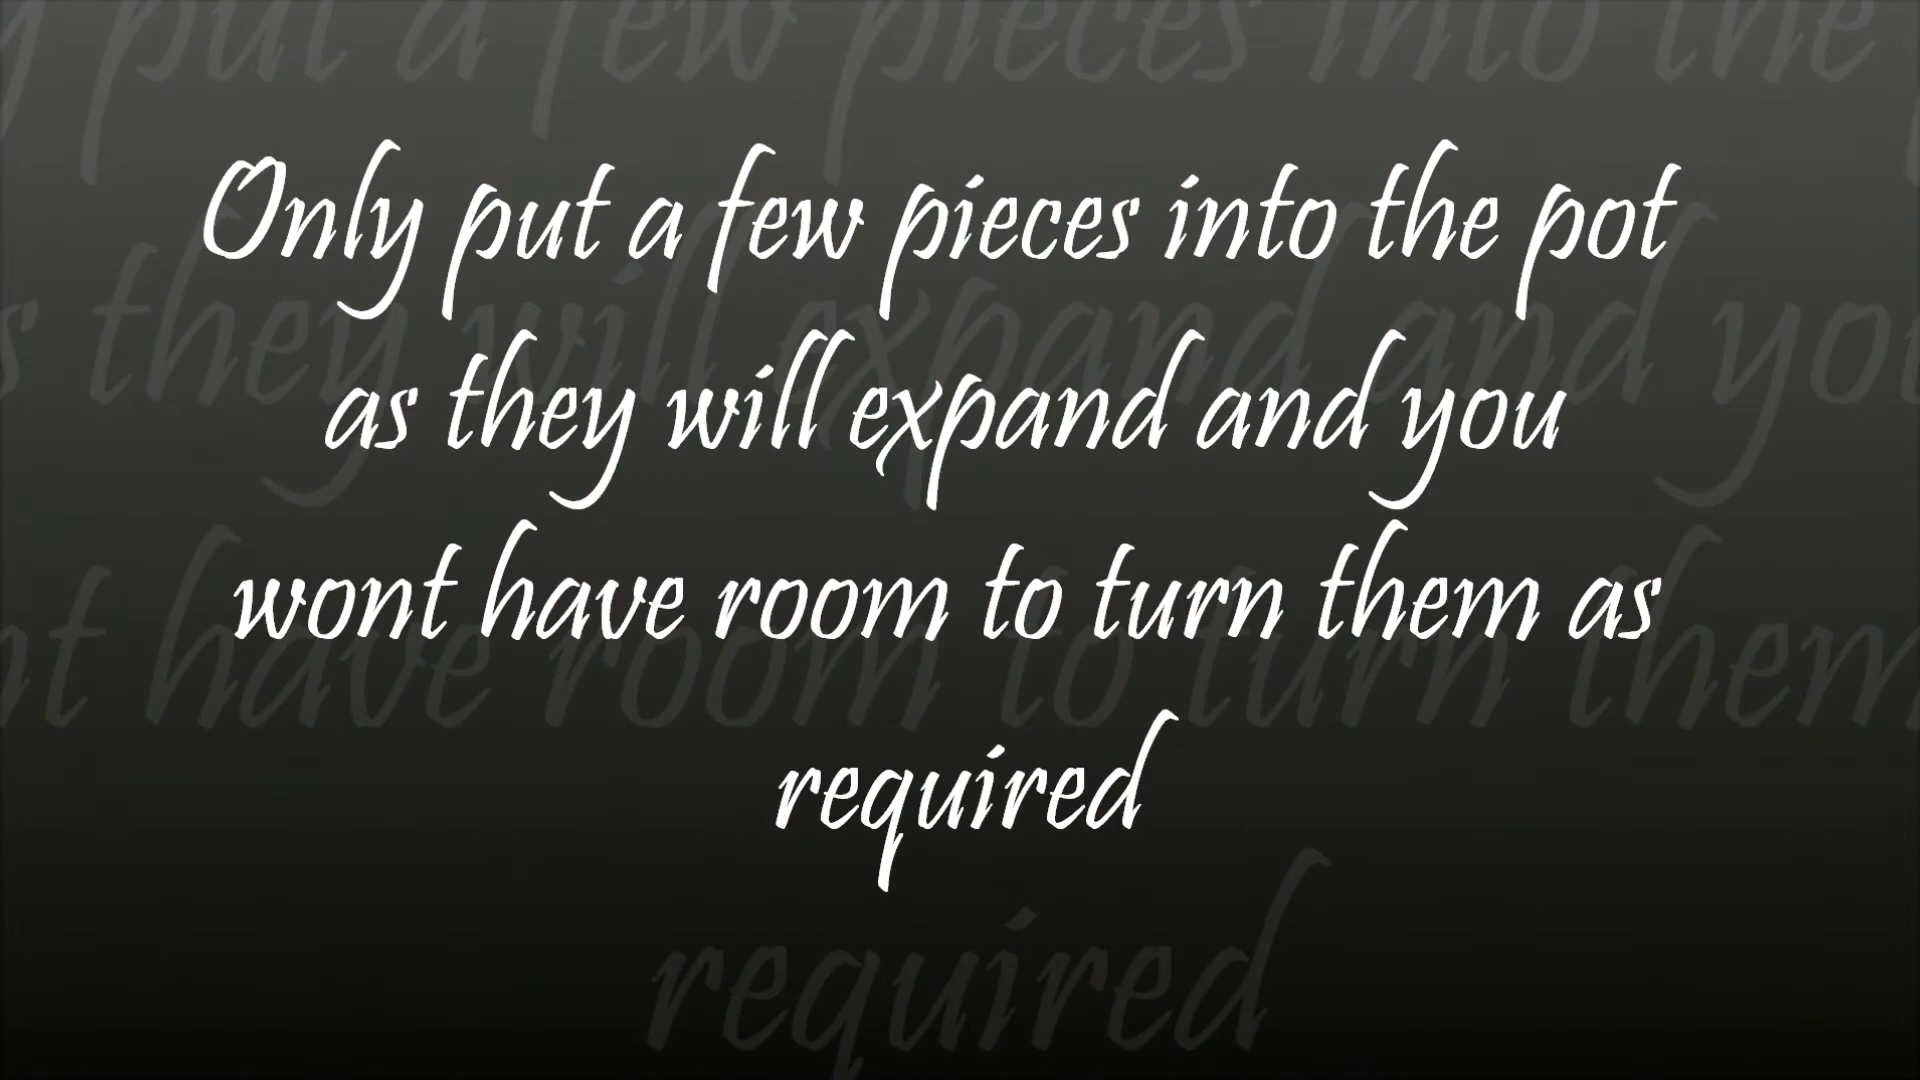 Only put a few pieces into the pot
as they will expand and you
wont have room to turn them as
required